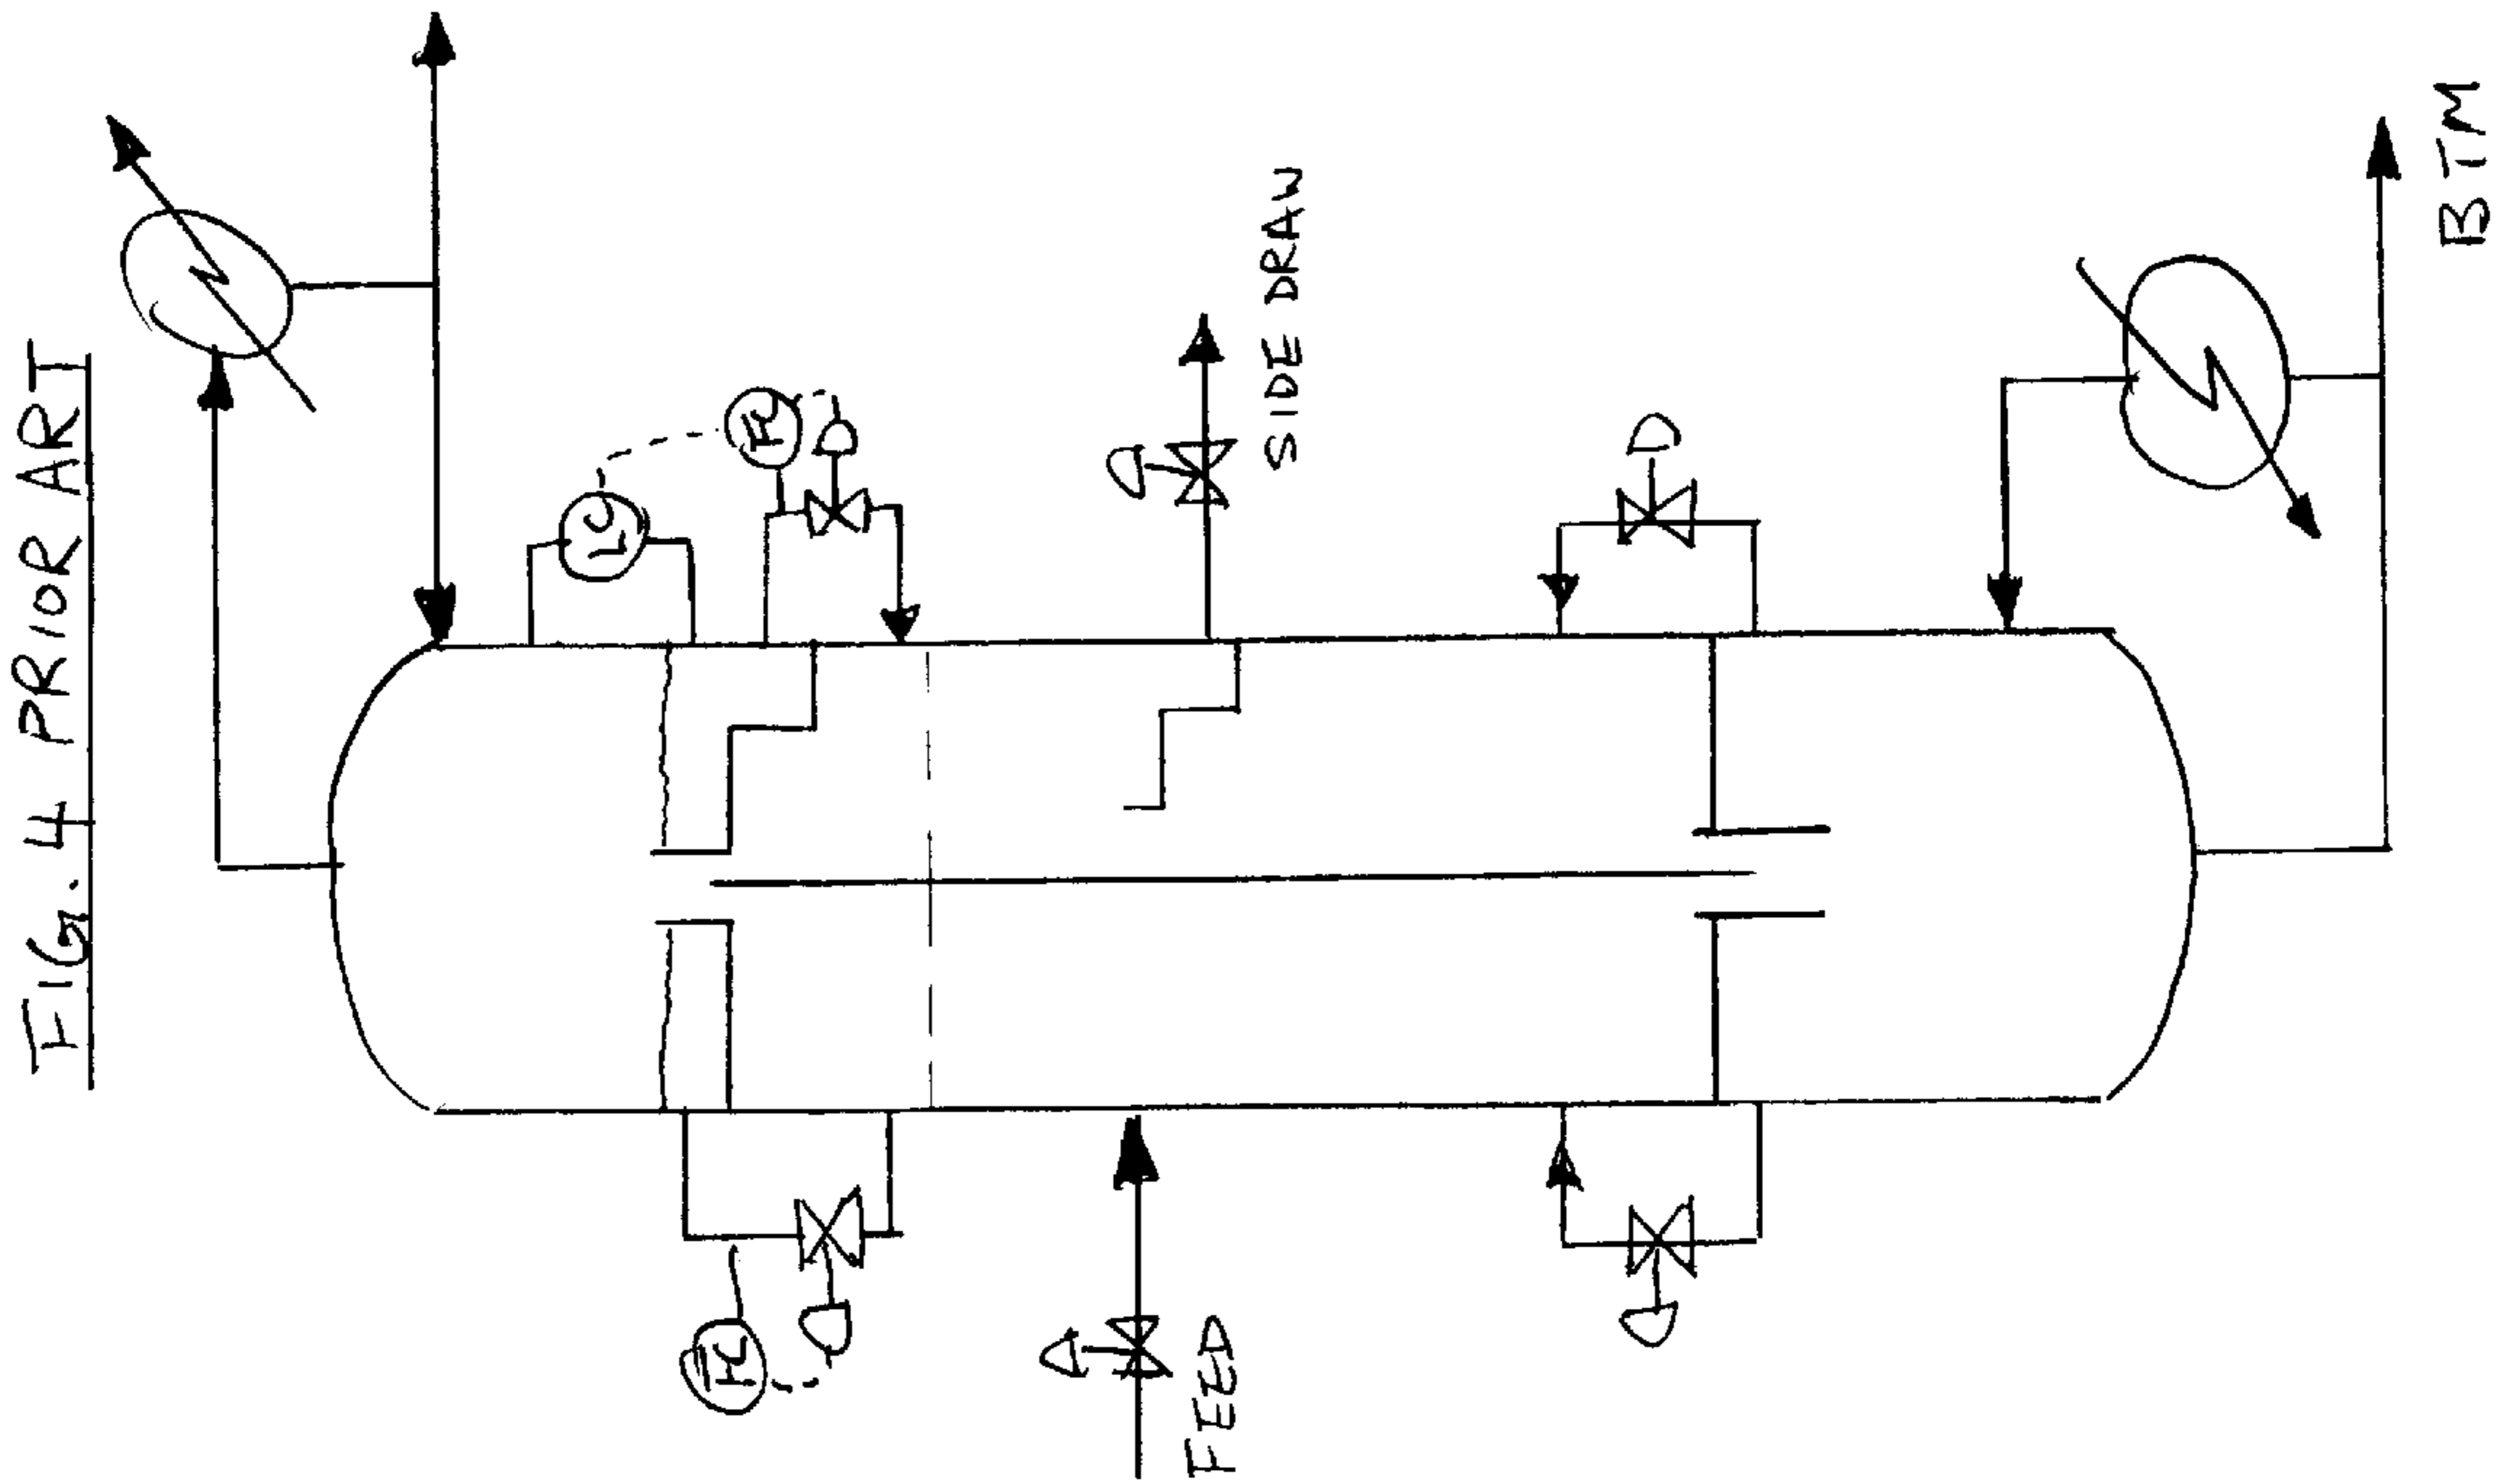 FIG. 4 PRIOR ART
LC
FC
FC
SIDE DRAW
FEED
BTM